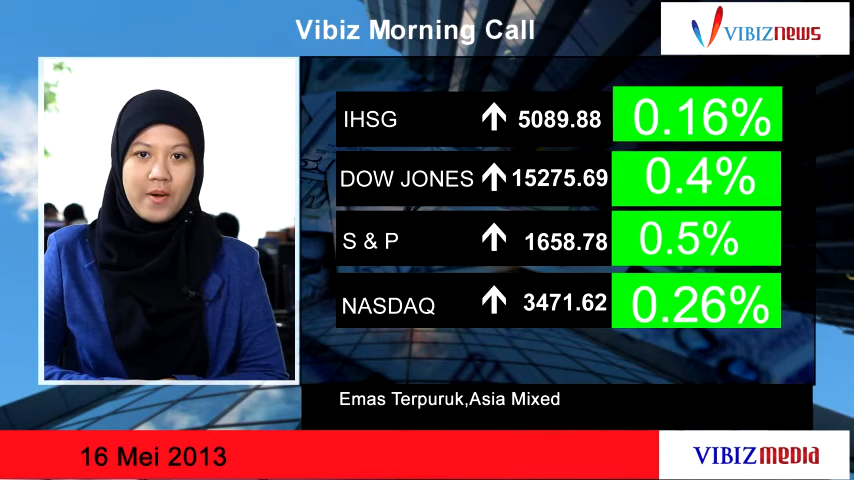 Vibiz Morning Call
VIBIZNEWS
IHSG 5089.88 0.16%
DOW JONES 15275.69 0.4%
S & P 1658.78 0.5%
NASDAQ 3471.62 0.26%
Emas Terpuruk,Asia Mixed
16 Mei 2013
VIBIZMEDIA